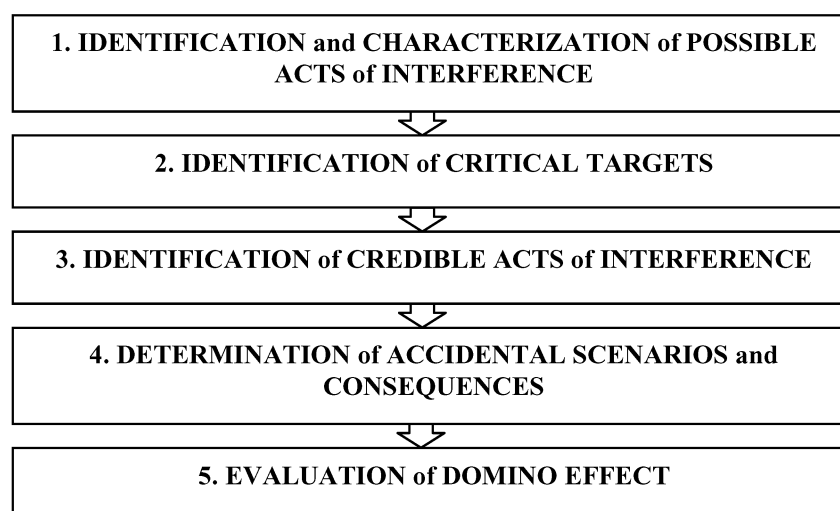 1. IDENTIFICATION and CHARACTERIZATION of POSSIBLE
ACTS of INTERFERENCE
2. IDENTIFICATION of CRITICAL TARGETS
3. IDENTIFICATION of CREDIBLE ACTS of INTERFERENCE
4. DETERMINATION of ACCIDENTAL SCENARIOS and
CONSEQUENCES
5. EVALUATION of DOMINO EFFECT